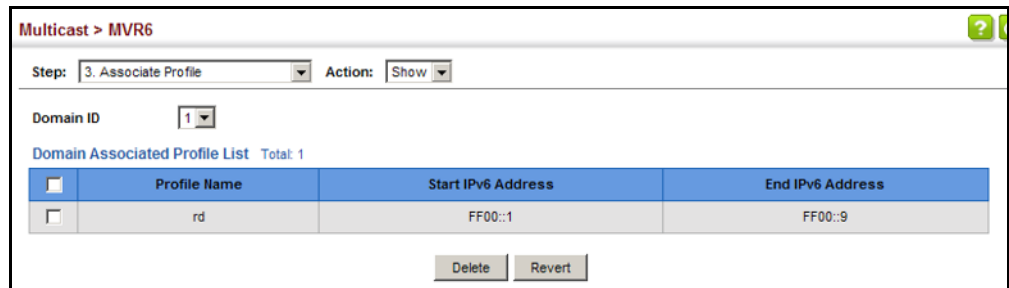 Multicast > MVR6
?
Step: 3. Associate Profile Action: Show
Domain ID 1
Domain Associated Profile List Total: 1
Profile Name Start IPv6 Address End IPv6 Address
rd FF00::1 FF00::9
Delete Revert